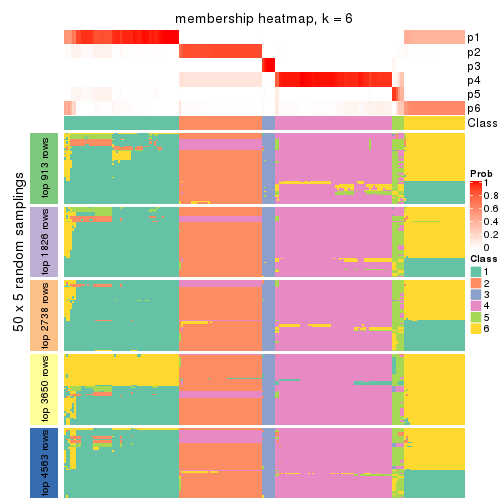 membership heatmap, k = 6
p1
p2
p3
p4
p5
p6
Class
50 x 5 random samplings
top 913 rows
top 1826 rows
top 2738 rows
top 3650 rows
top 4563 rows
Prob
1
0.8
0.6
0.4
0.2
0
Class
1
2
3
4
5
6